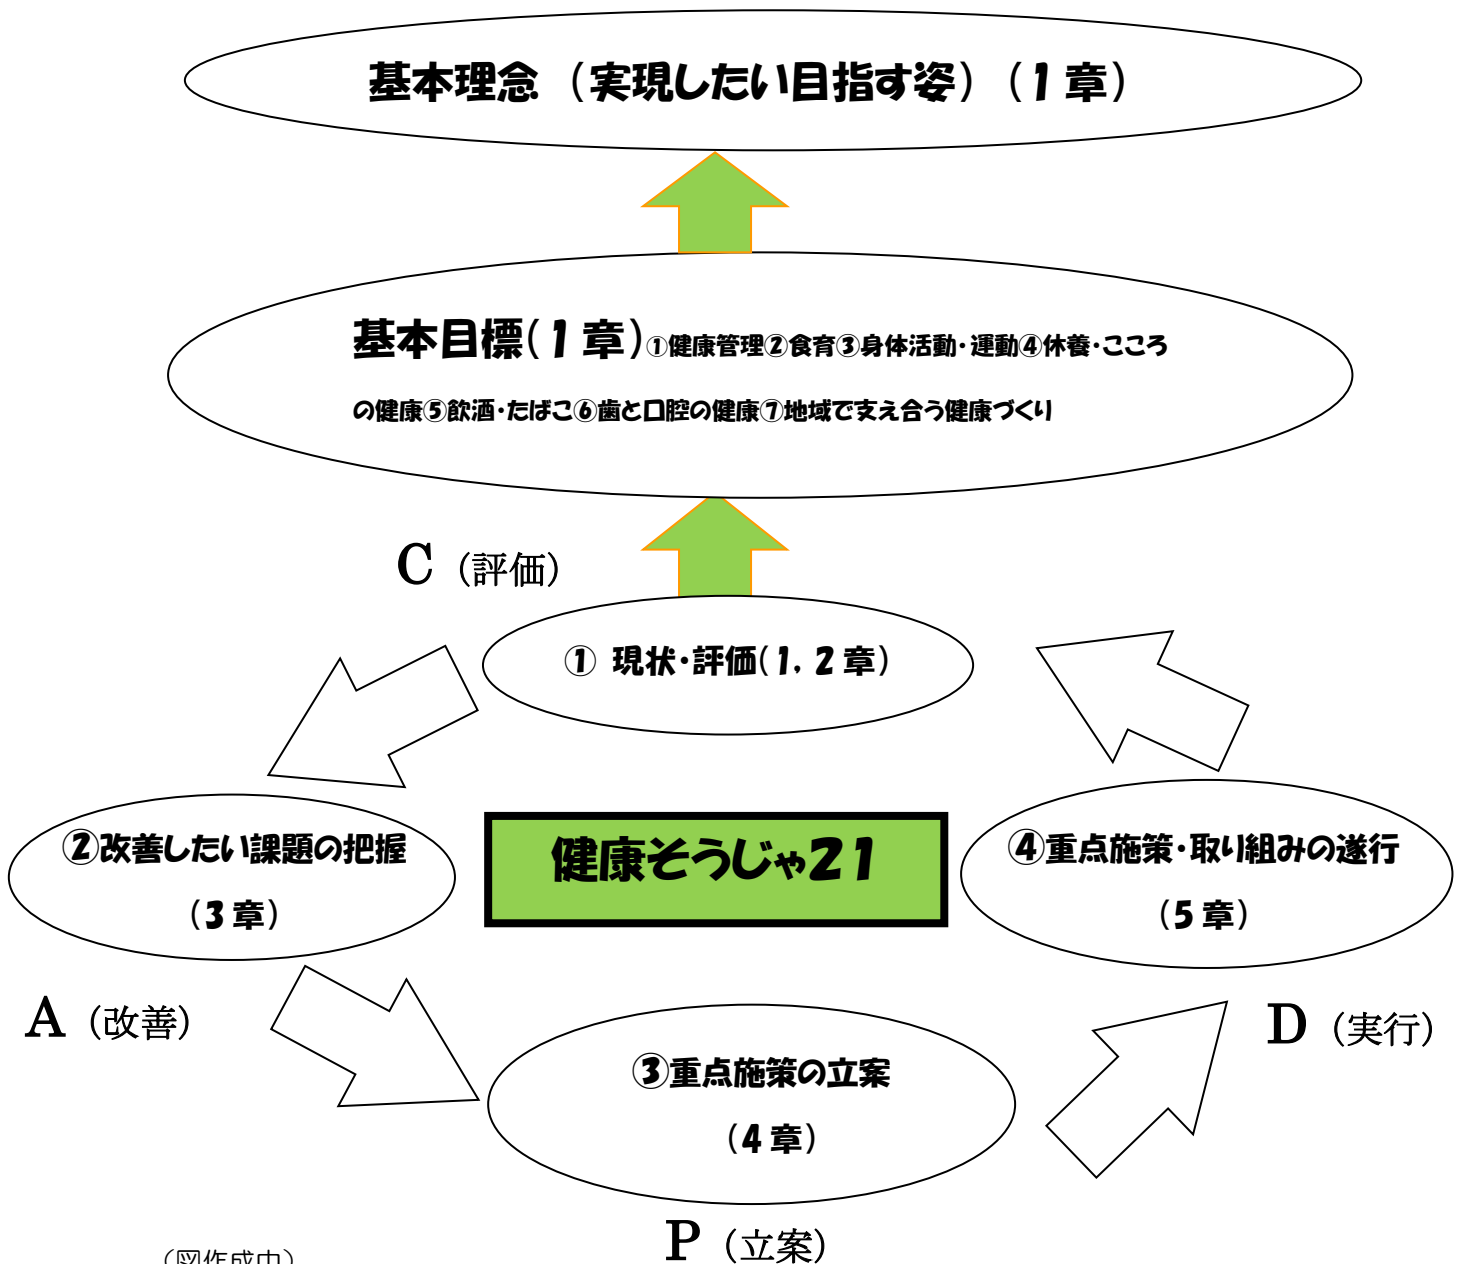 基本理念（実現したい目指す姿）（１章）
基本目標(１章)①健康管理②食育③身体活動・運動④休養・こころ
の健康⑤飲酒・たばこ⑥歯と口腔の健康⑦地域で支え合う健康づくり
C（評価）
① 現状・評価(１，２章)
②改善したい課題の把握
（３章）
健康そうじゃ２１
④重点施策・取り組みの遂行
（５章）
A（改善）
D（実行）
③重点施策の立案
（４章）
P（立案）
（図作成中）